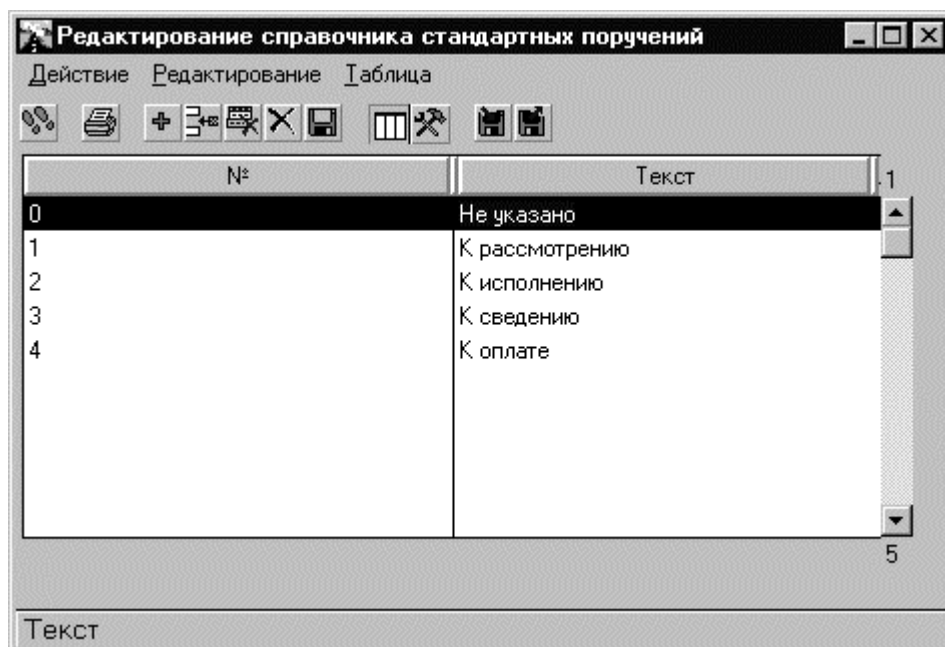 Редактирование справочника стандартных поручений
Действие Редактирование Таблица
№ Текст
1
0 Не указано
1 К рассмотрению
2 К исполнению
3 К сведению
4 К оплате
5
Текст